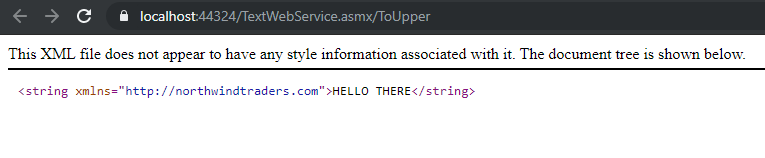 localhost:44324/TextWebService.asmx/ToUpper
This XML file does not appear to have any style information associated with it. The document tree is shown below.
<string xmlns="http://northwindtraders.com">HELLO THERE</string>